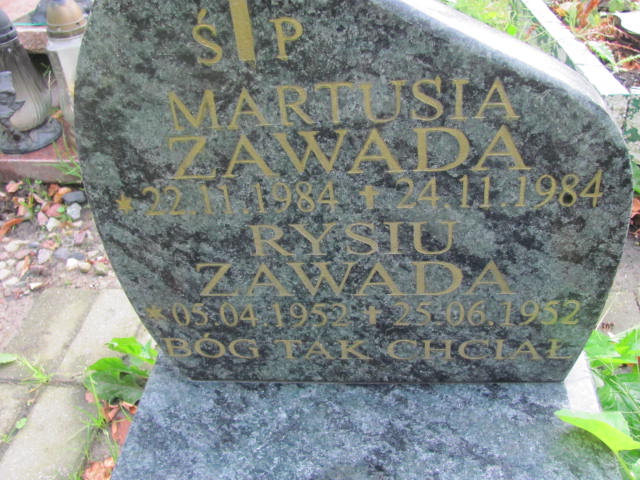 Ś P
MARTUSIA
ZAWADA
* 22.11.1984 ✝ 24.11.1984
RYSIU
ZAWADA
* 05.04.1952 ✝ 25.06.1952
BÓG TAK CHCIAŁ